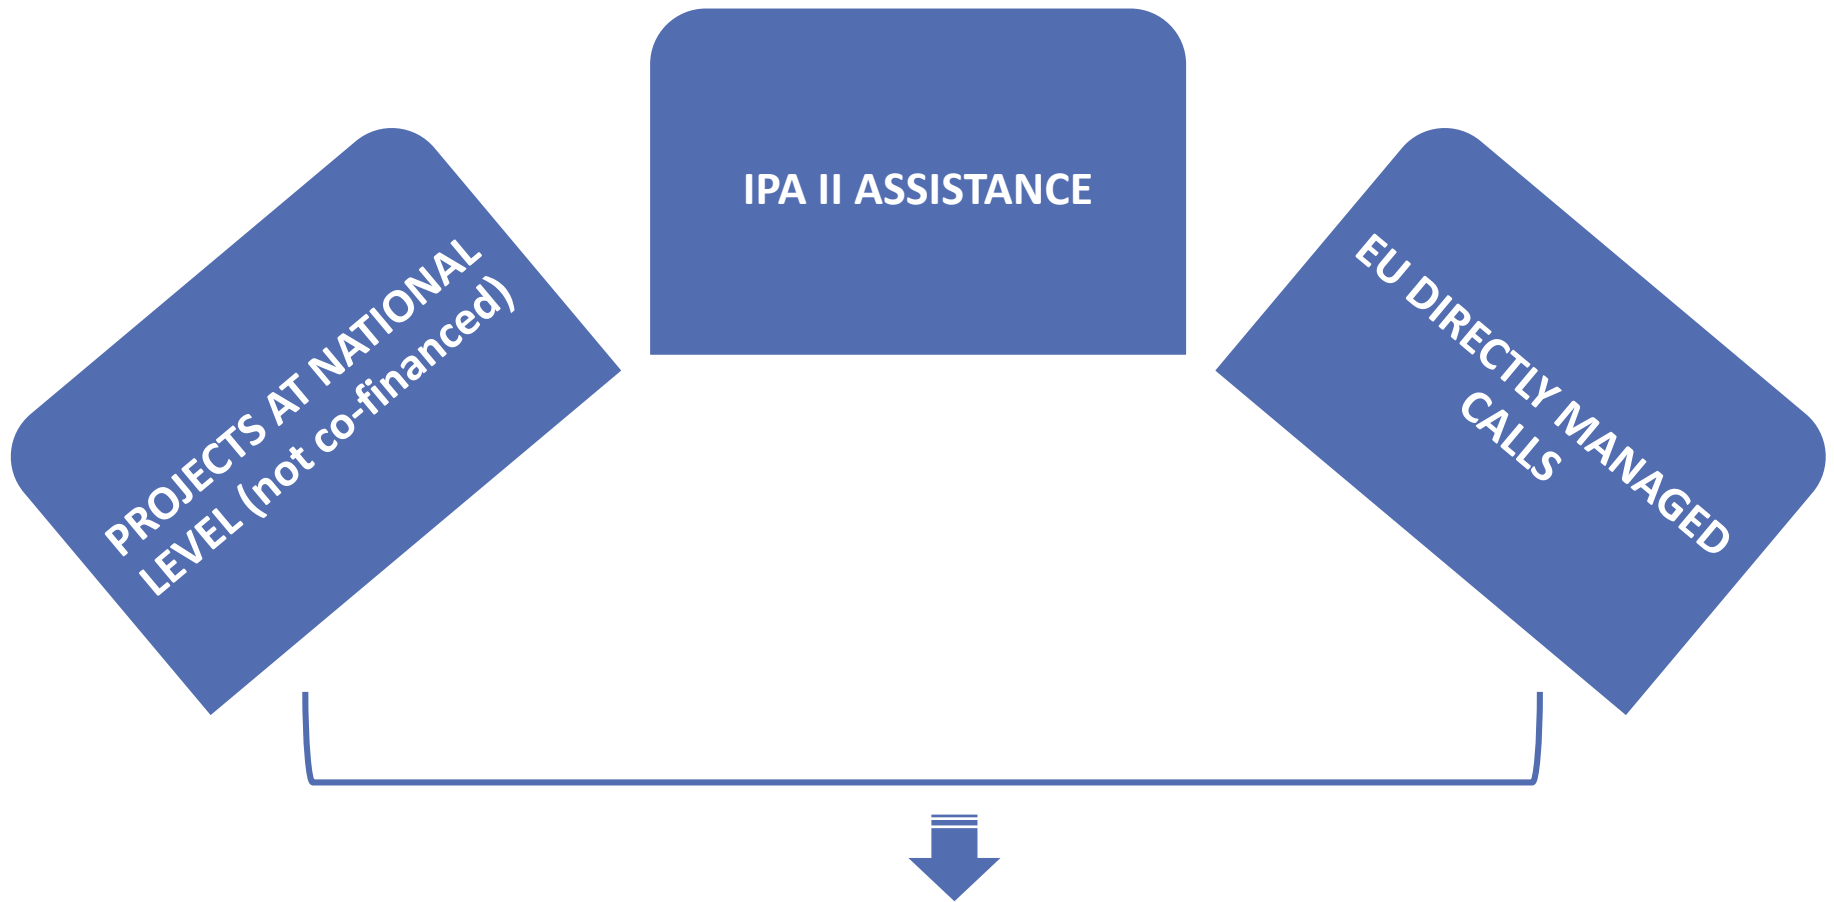 PROJECTS AT NATIONAL
LEVEL (not co-financed)
IPA II ASSISTANCE
EU DIRECTLY MANAGED
CALLS